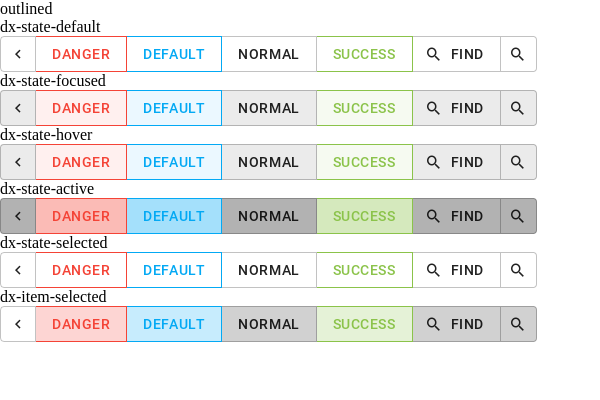 outlined
dx-state-default
DANGER DEFAULT NORMAL SUCCESS FIND
dx-state-focused
DANGER DEFAULT NORMAL SUCCESS FIND
dx-state-hover
DANGER DEFAULT NORMAL SUCCESS FIND
dx-state-active
DANGER DEFAULT NORMAL SUCCESS FIND
dx-state-selected
DANGER DEFAULT NORMAL SUCCESS FIND
dx-item-selected
DANGER DEFAULT NORMAL SUCCESS FIND